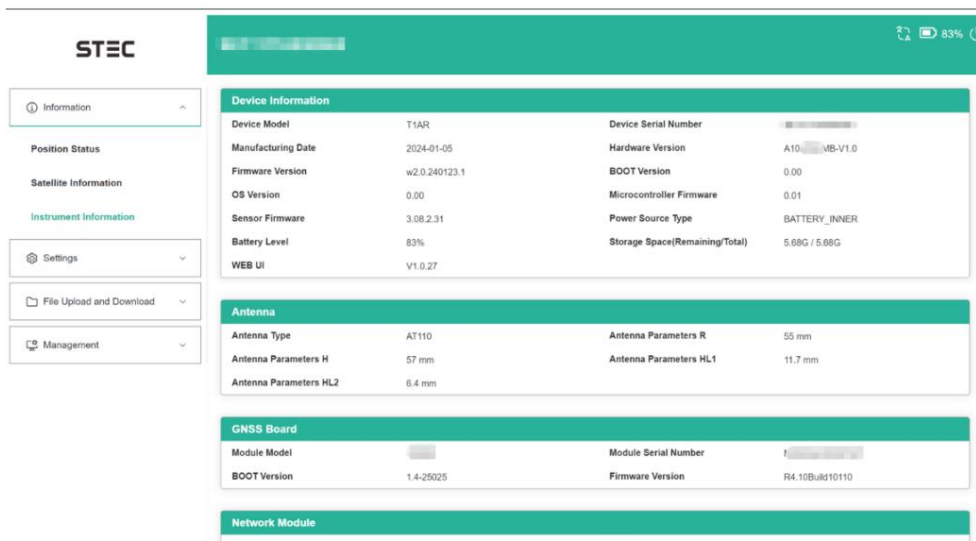 STEC
83%
Information
Position Status
Satellite Information
Instrument Information
Settings
File Upload and Download
Management
Device Information
Device Model T1AR Device Serial Number
Manufacturing Date 2024-01-05 Hardware Version A10 MB-V1.0
Firmware Version w2.0.240123.1 BOOT Version 0.00
OS Version 0.00 Microcontroller Firmware 0.01
Sensor Firmware 3.08.2.31 Power Source Type BATTERY_INNER
Battery Level 83% Storage Space(Remaining/Total) 5.68G / 5.68G
WEB UI V1.0.27
Antenna
Antenna Type AT110 Antenna Parameters R 55 mm
Antenna Parameters H 57 mm Antenna Parameters HL1 11.7 mm
Antenna Parameters HL2 6.4 mm
GNSS Board
Module Model Module Serial Number
BOOT Version 1.4-25025 Firmware Version R4.10Build10110
Network Module